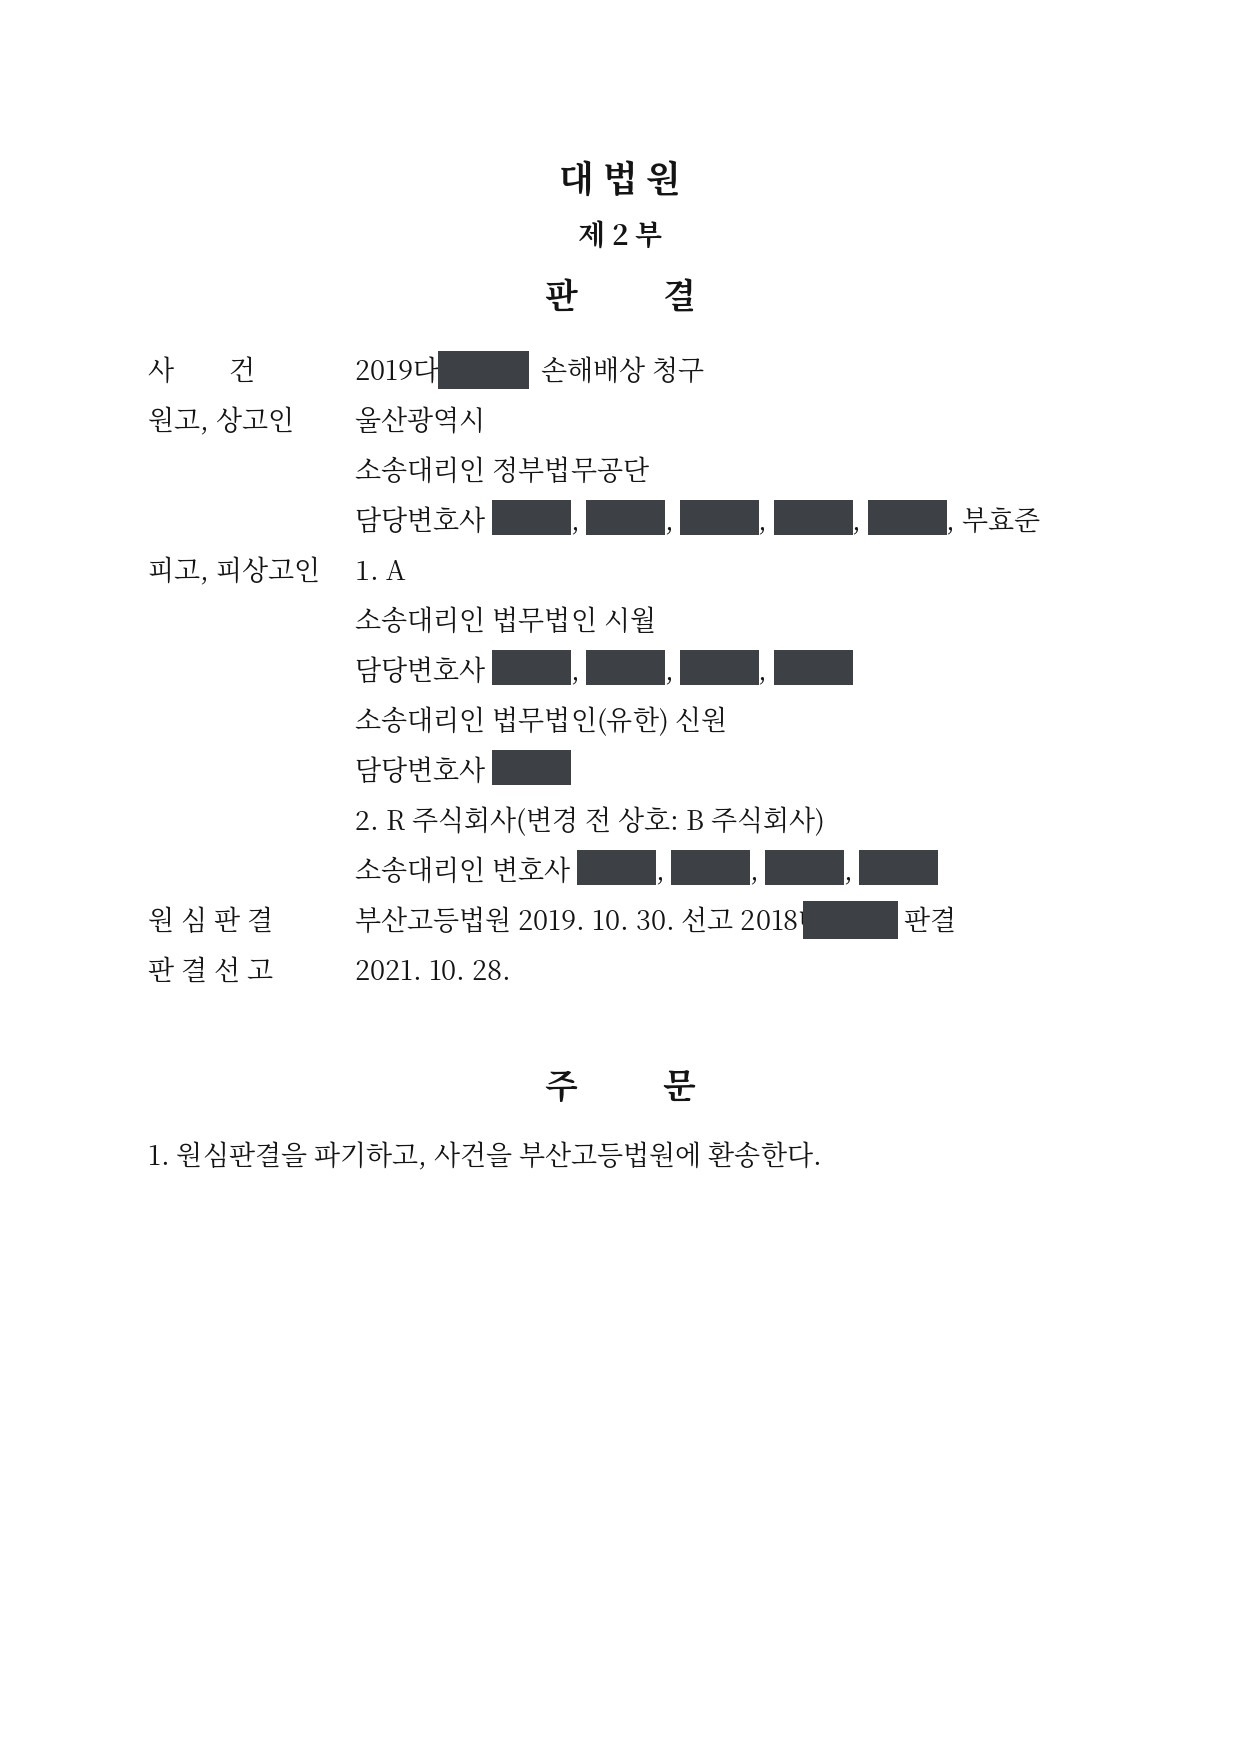 대 법 원
제 2 부
판 결
사 건 2019다 손해배상 청구
원고, 상고인 울산광역시
소송대리인 정부법무공단
담당변호사 , , , , , 부효준
피고, 피상고인 1. A
소송대리인 법무법인 시월
담당변호사 , , ,
소송대리인 법무법인(유한) 신원
담당변호사
2. R 주식회사(변경 전 상호: B 주식회사)
소송대리인 변호사 , , ,
원 심 판 결 부산고등법원 2019. 10. 30. 선고 2018 판결
판 결 선 고 2021. 10. 28.
주 문
1. 원심판결을 파기하고, 사건을 부산고등법원에 환송한다.